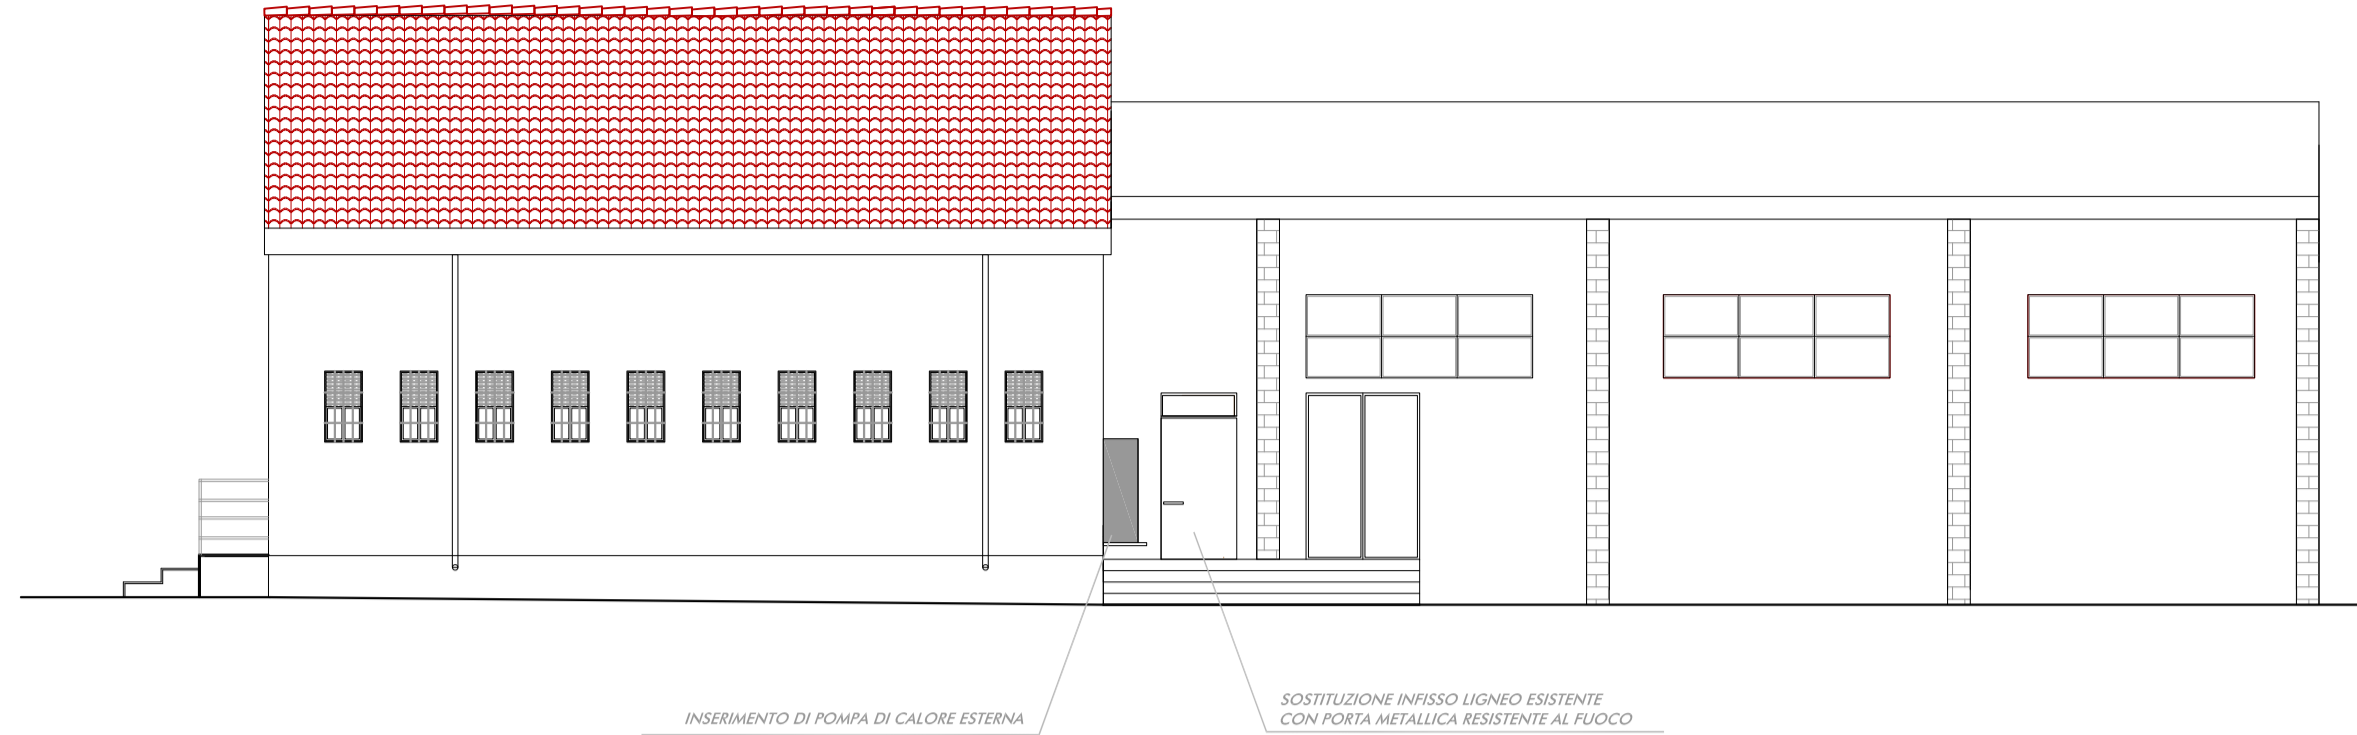 INSERIMENTO DI POMPA DI CALORE ESTERNA
SOSTITUZIONE INFISSO LIGNEO ESISTENTE
CON PORTA METALLICA RESISTENTE AL FUOCO